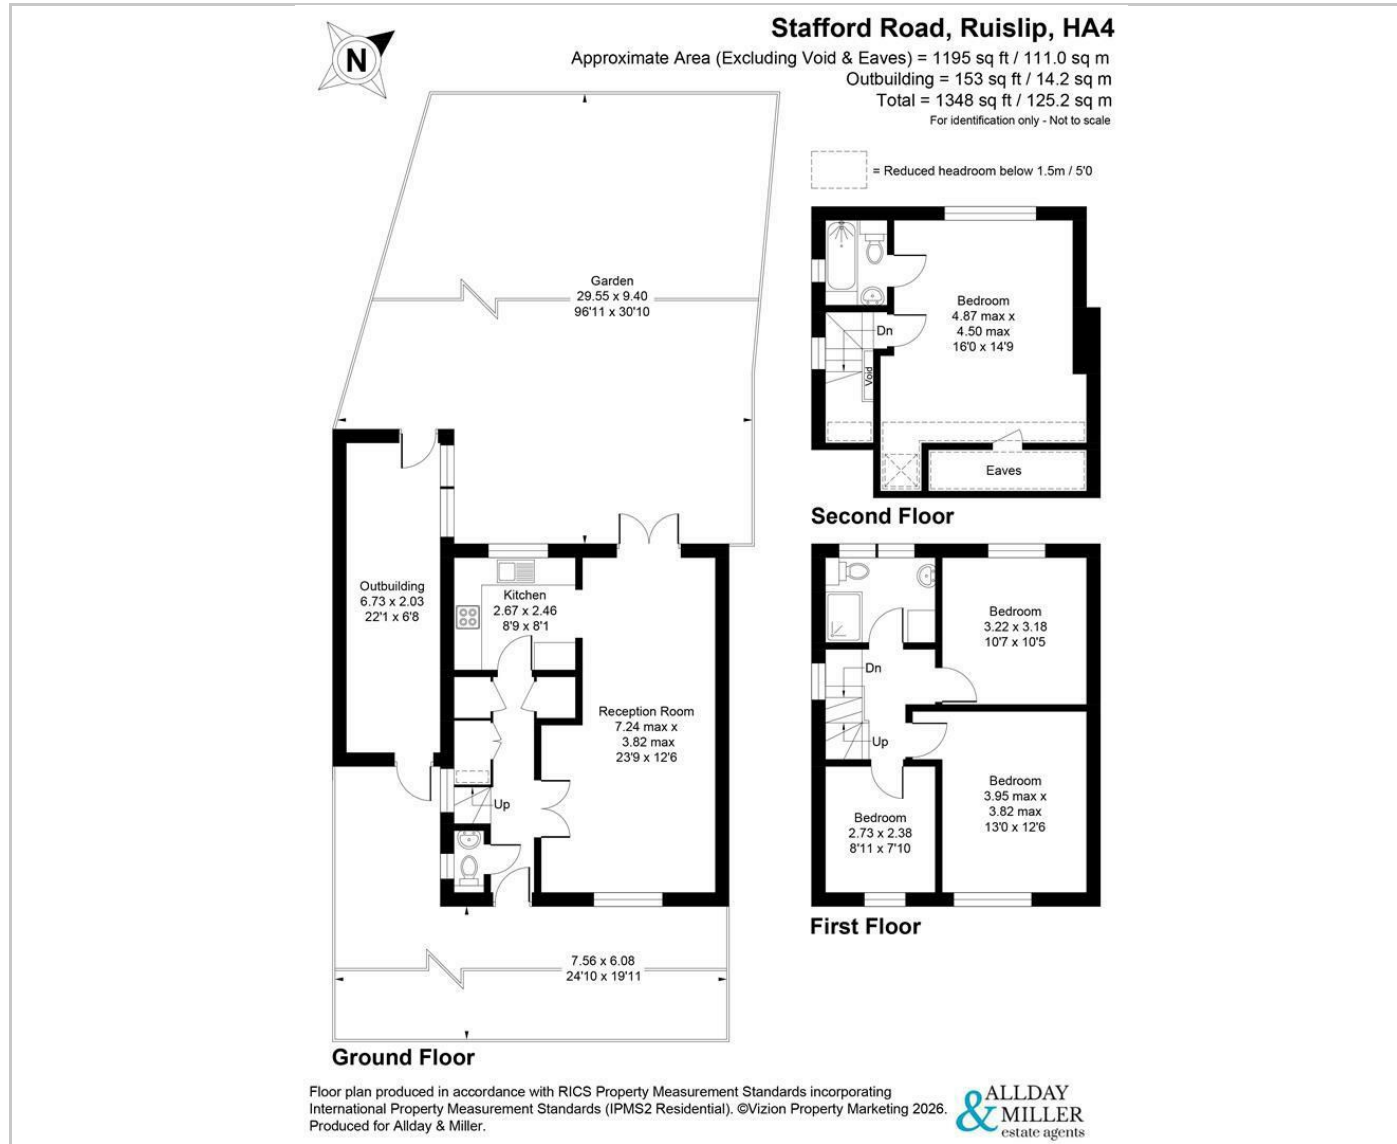 Stafford Road, Ruislip, HA4
Approximate Area (Excluding Void & Eaves) = 1195 sq ft / 111.0 sq m
Outbuilding = 153 sq ft / 14.2 sq m
Total = 1348 sq ft / 125.2 sq m
For identification only - Not to scale
N
= Reduced headroom below 1.5m / 5'0
Garden
29.55 x 9.40
96'11 x 30'10
Bedroom
4.87 max x
4.50 max
16'0 x 14'9
Dn
Void
Eaves
Second Floor
Outbuilding
6.73 x 2.03
22'1 x 6'8
Kitchen
2.67 x 2.46
8'9 x 8'1
Reception Room
7.24 max x
3.82 max
23'9 x 12'6
Up
7.56 x 6.08
24'10 x 19'11
Ground Floor
Bedroom
3.22 x 3.18
10'7 x 10'5
Dn
Up
Bedroom
3.95 max x
3.82 max
13'0 x 12'6
Bedroom
2.73 x 2.38
8'11 x 7'10
First Floor
Floor plan produced in accordance with RICS Property Measurement Standards incorporating
International Property Measurement Standards (IPMS2 Residential). ©Vizion Property Marketing 2026.
Produced for Allday & Miller.
ALLDAY
& MILLER
estate agents